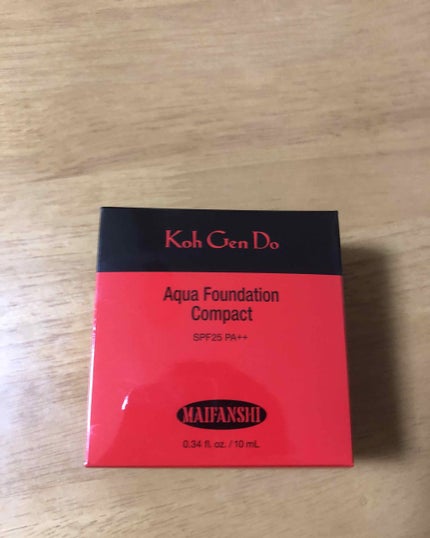 Koh Gen Do
Aqua Foundation
Compact
SPF25 PA++
MAIFANSHI
0.34 fl. oz. / 10 mL